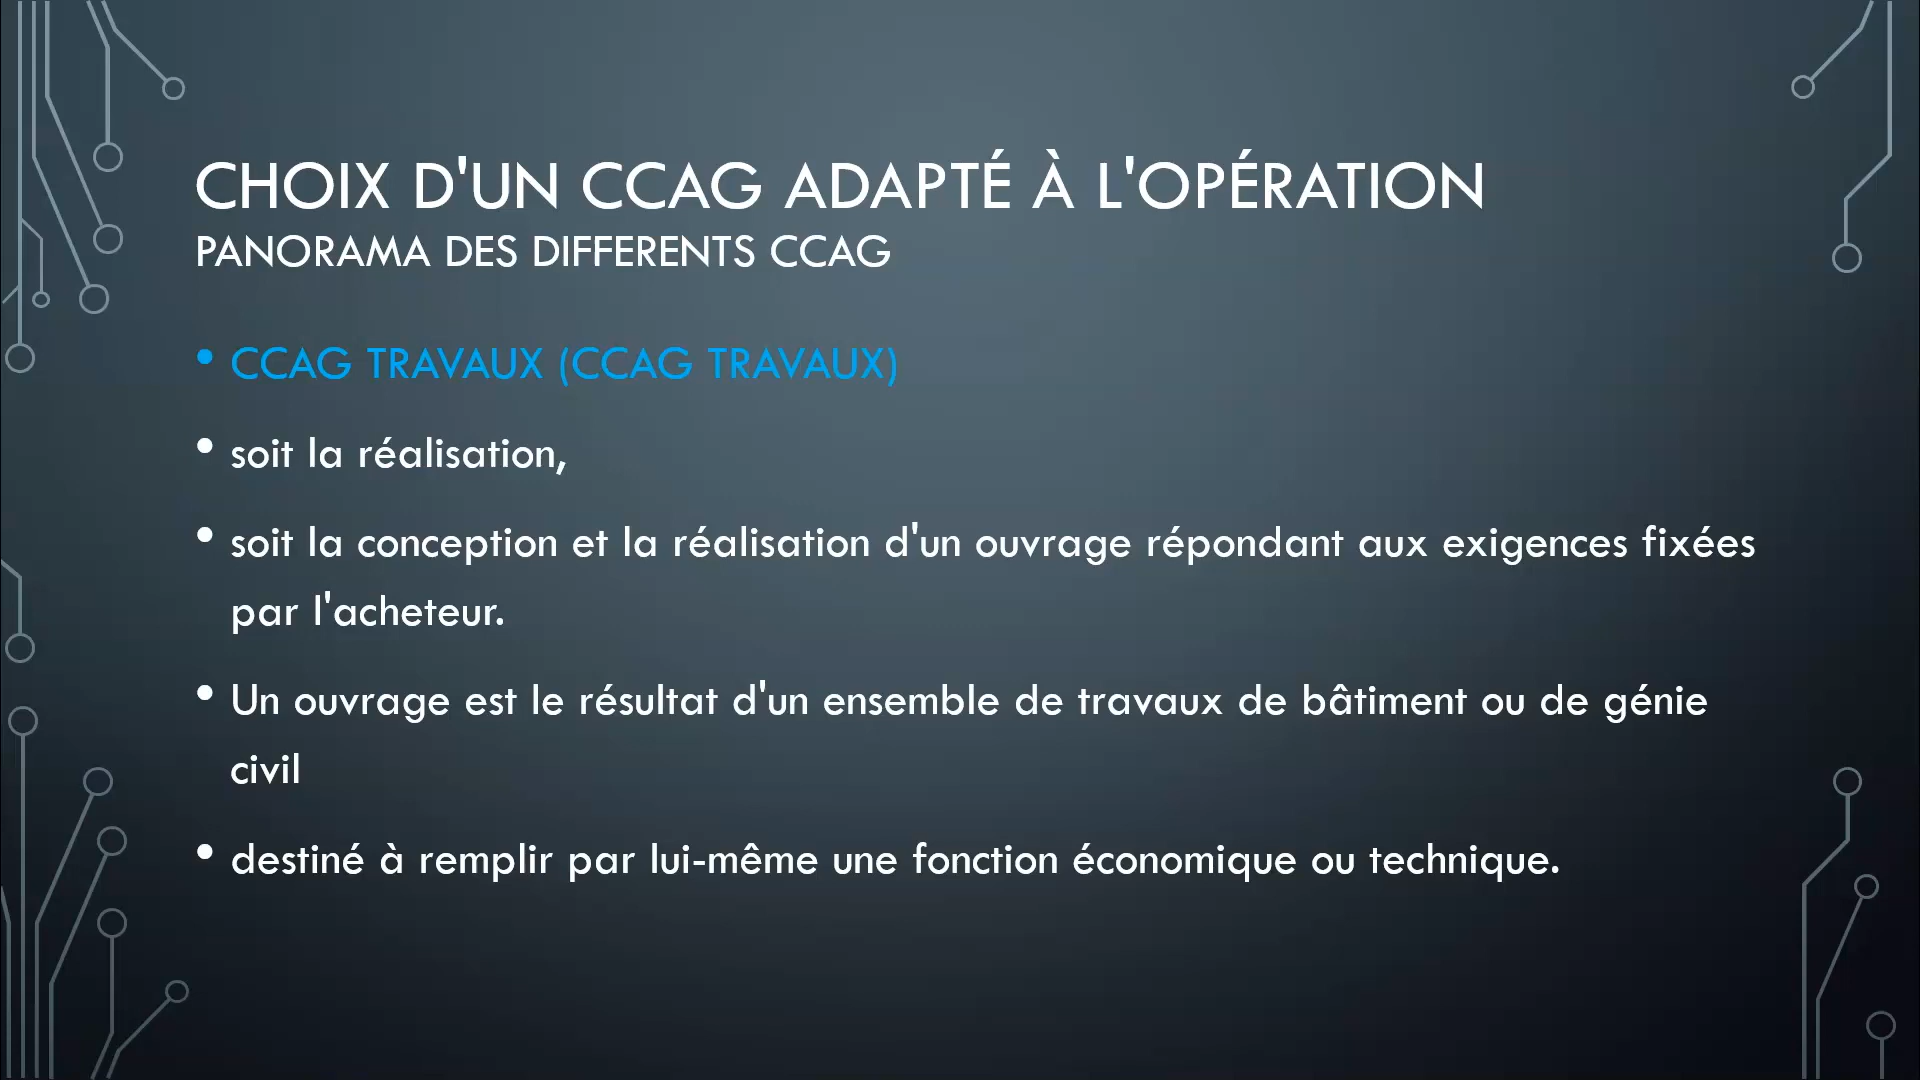 CHOIX D'UN CCAG ADAPTÉ À L'OPÉRATION
PANORAMA DES DIFFERENTS CCAG
• CCAG TRAVAUX (CCAG TRAVAUX)
• soit la réalisation,
• soit la conception et la réalisation d'un ouvrage répondant aux exigences fixées
par l'acheteur.
• Un ouvrage est le résultat d'un ensemble de travaux de bâtiment ou de génie
civil
• destiné à remplir par lui-même une fonction économique ou technique.